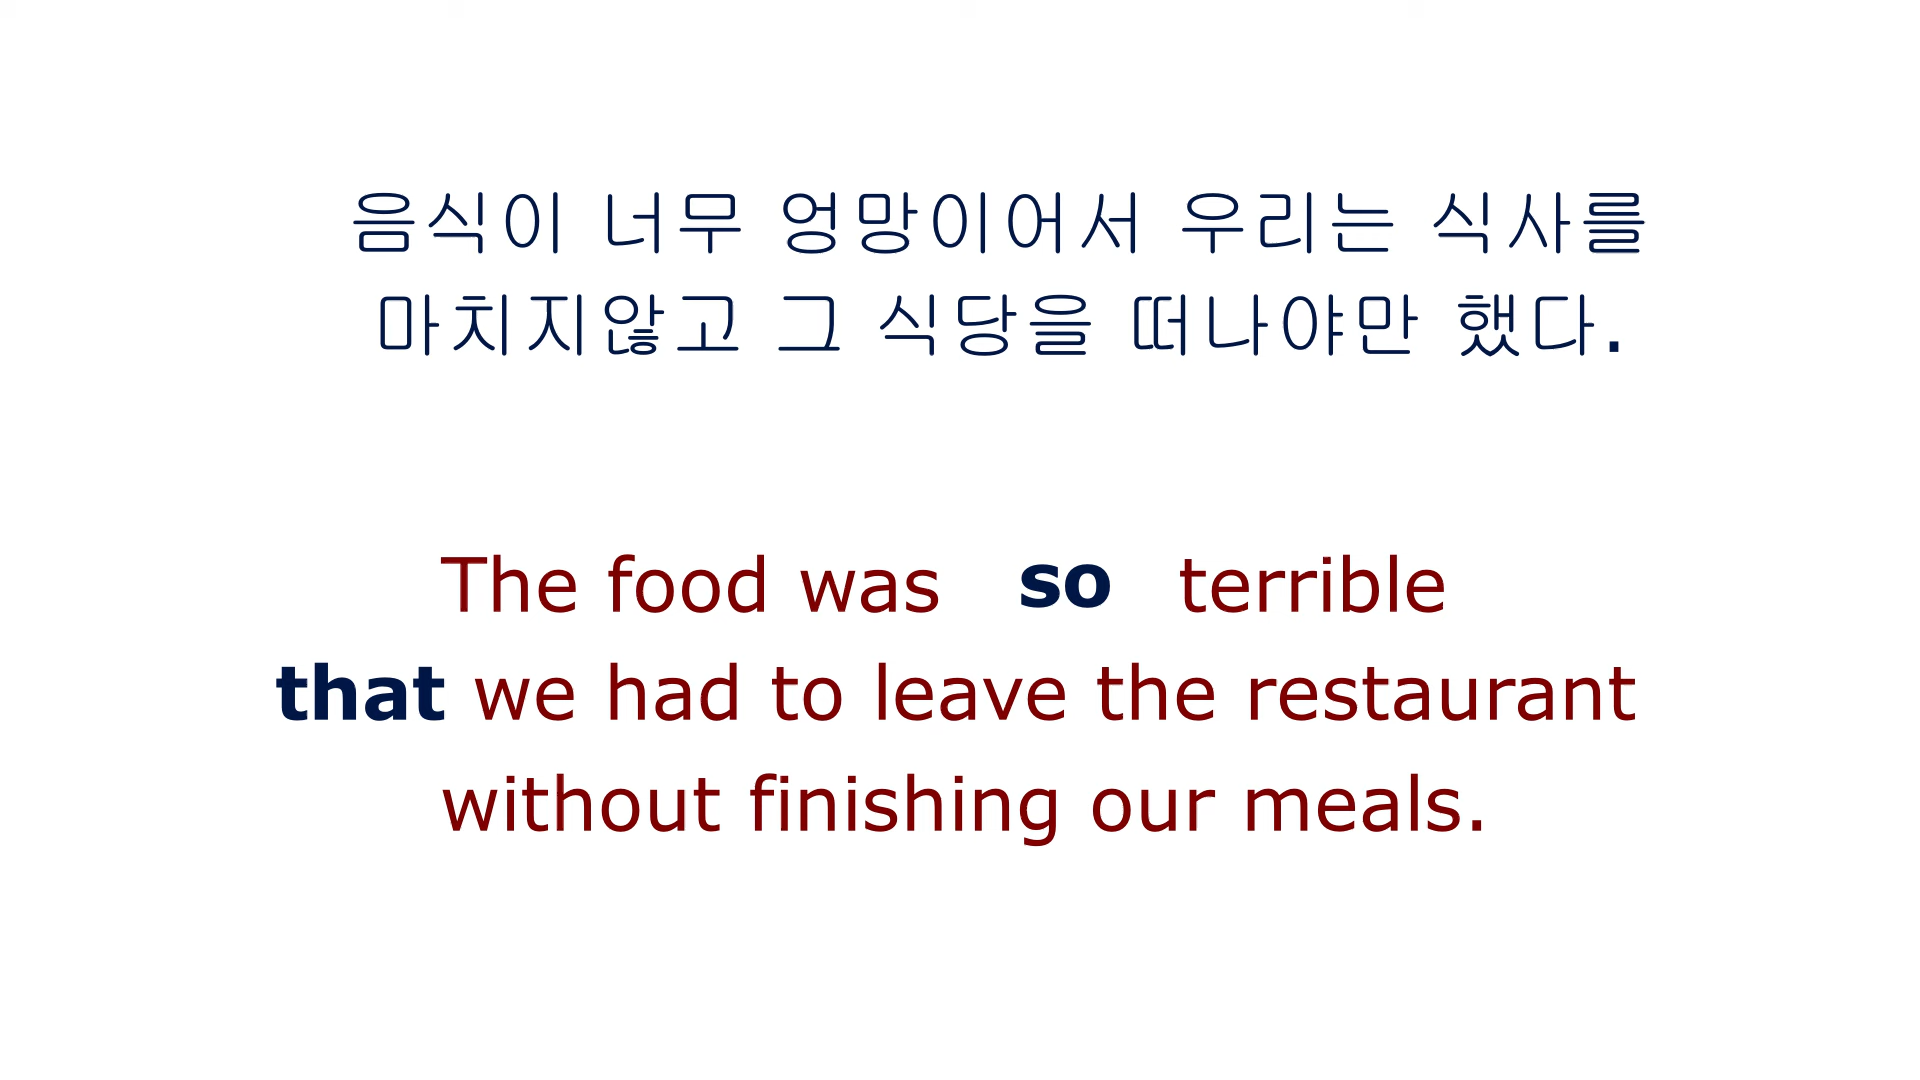 음식이 너무 엉망이어서 우리는 식사를
마치지않고 그 식당을 떠나야만 했다.
The food was so terrible
that we had to leave the restaurant
without finishing our meals.